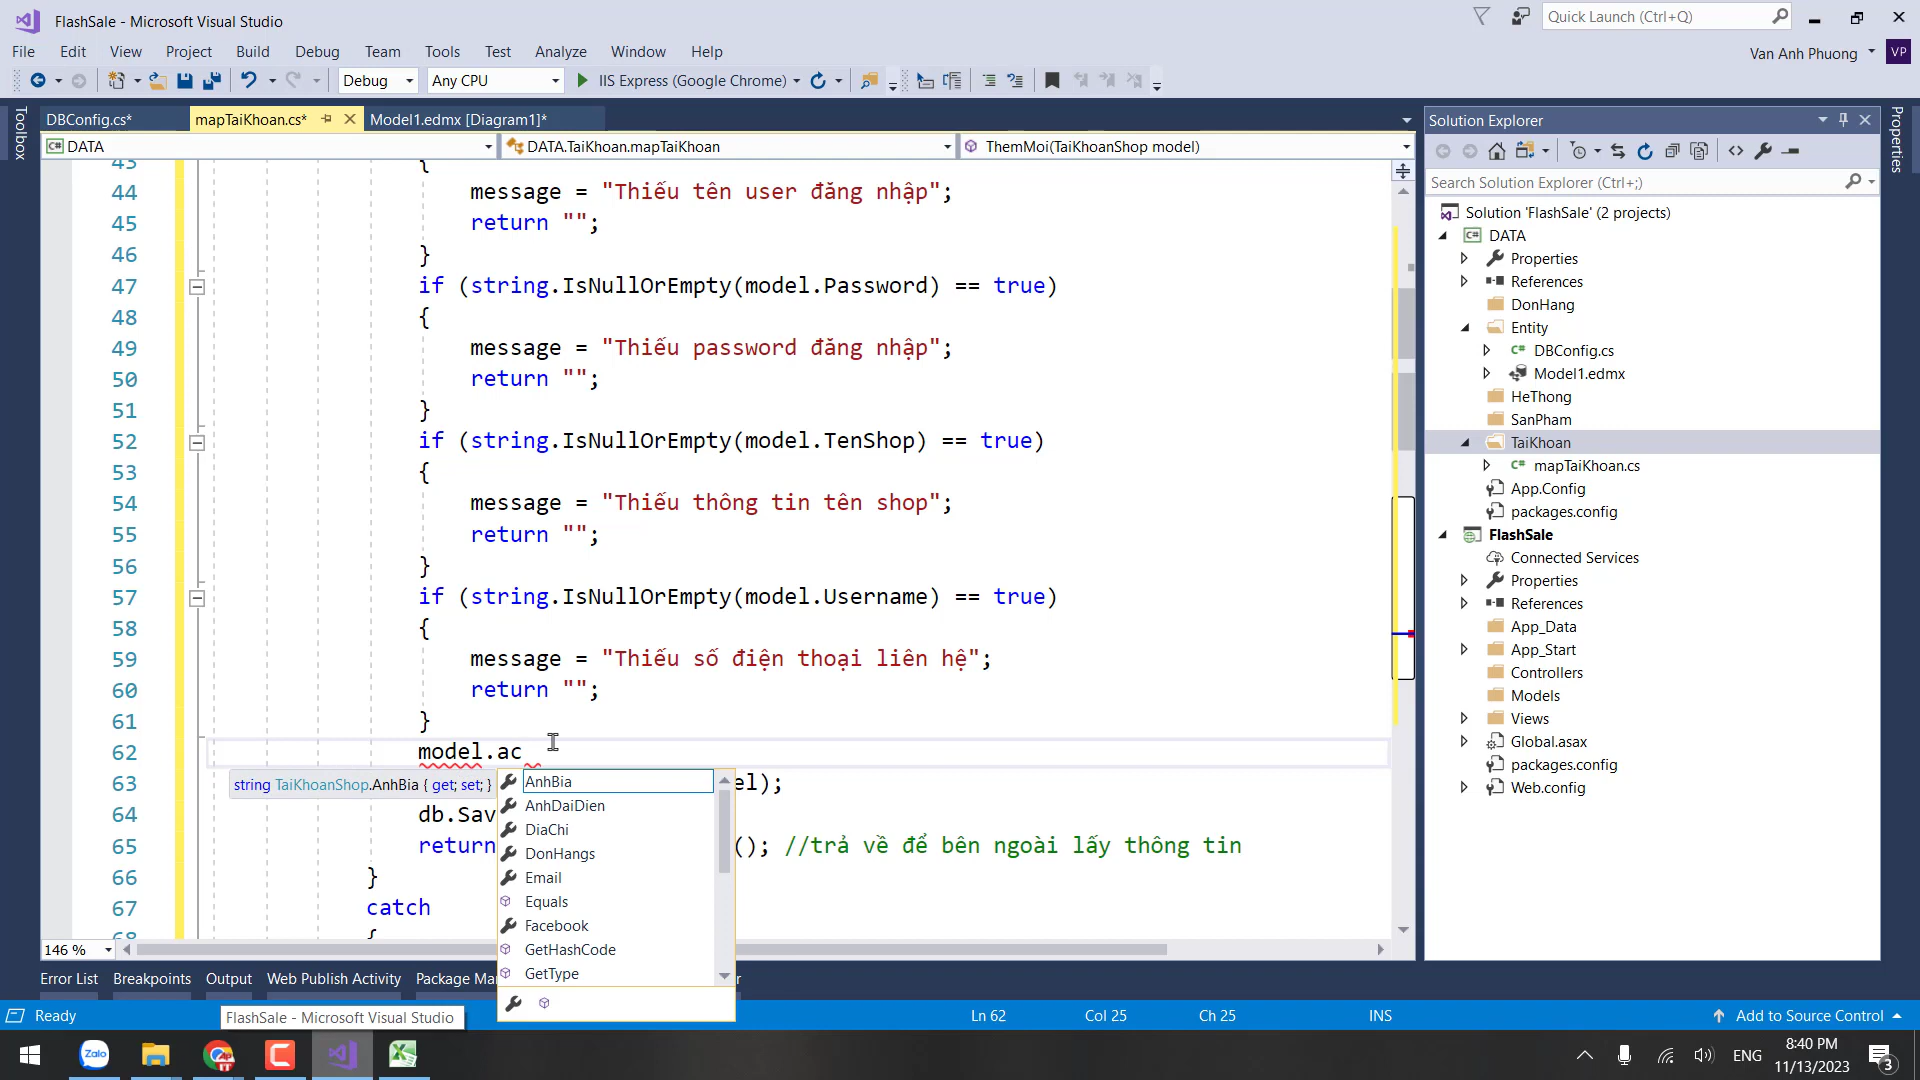 FlashSale - Microsoft Visual Studio
Quick Launch (Ctrl+Q)
File Edit View Project Build Debug Team Tools Test Analyze Window Help
Van Anh Phuong VP
Debug Any CPU IIS Express (Google Chrome)
Toolbox
DBConfig.cs* mapTaiKhoan.cs* Model1.edmx [Diagram1]*
DATA DATA.TaiKhoan.mapTaiKhoan ThemMoi(TaiKhoanShop model)
43 {
44 message = "Thiếu tên user đăng nhập";
45 return "";
46 }
47 if (string.IsNullOrEmpty(model.Password) == true)
48 {
49 message = "Thiếu password đăng nhập";
50 return "";
51 }
52 if (string.IsNullOrEmpty(model.TenShop) == true)
53 {
54 message = "Thiếu thông tin tên shop";
55 return "";
56 }
57 if (string.IsNullOrEmpty(model.Username) == true)
58 {
59 message = "Thiếu số điện thoại liên hệ";
60 return "";
61 }
62 model.ac
63 el);
64 db.Sav
65 return (); //trả về để bên ngoài lấy thông tin
66 }
67 catch
68 {
string TaiKhoanShop.AnhBia { get; set; }
AnhBia
AnhDaiDien
DiaChi
DonHangs
Email
Equals
Facebook
GetHashCode
GetType
146 %
Error List Breakpoints Output Web Publish Activity Package Ma
Ready
FlashSale - Microsoft Visual Studio
Ln 62 Col 25 Ch 25 INS Add to Source Control
Solution Explorer
Search Solution Explorer (Ctrl+;)
Solution 'FlashSale' (2 projects)
DATA
Properties
References
DonHang
Entity
DBConfig.cs
Model1.edmx
HeThong
SanPham
TaiKhoan
mapTaiKhoan.cs
App.Config
packages.config
FlashSale
Connected Services
Properties
References
App_Data
App_Start
Controllers
Models
Views
Global.asax
packages.config
Web.config
Properties
Zalo
ENG
8:40 PM
11/13/2023
3